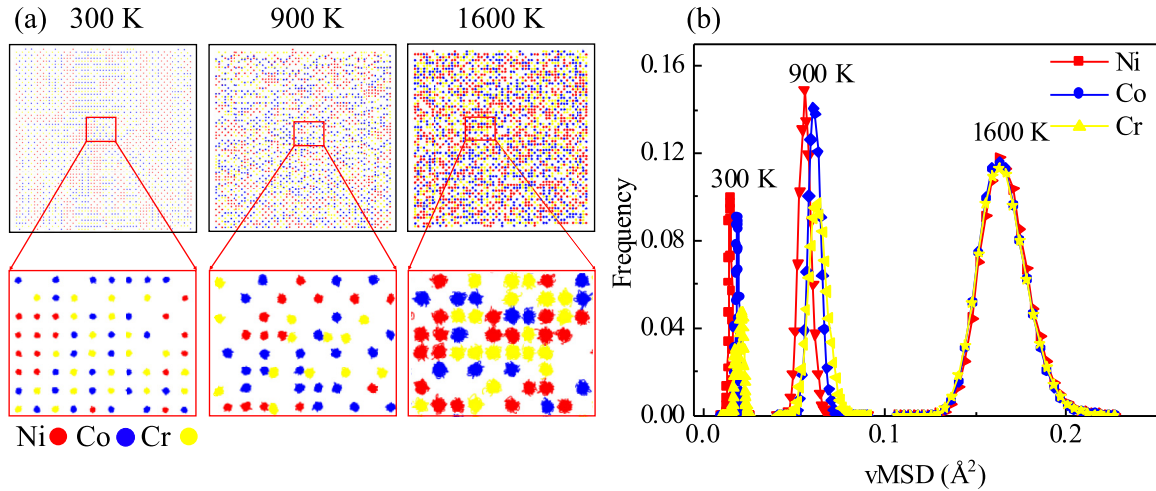 (a) 300 K 900 K 1600 K
Ni Co Cr
(b)
Ni
Co
Cr
900 K
1600 K
300 K
0.16
0.12
0.08
0.04
0.00
Frequency
0.0 0.1 0.2
vMSD (Å²)